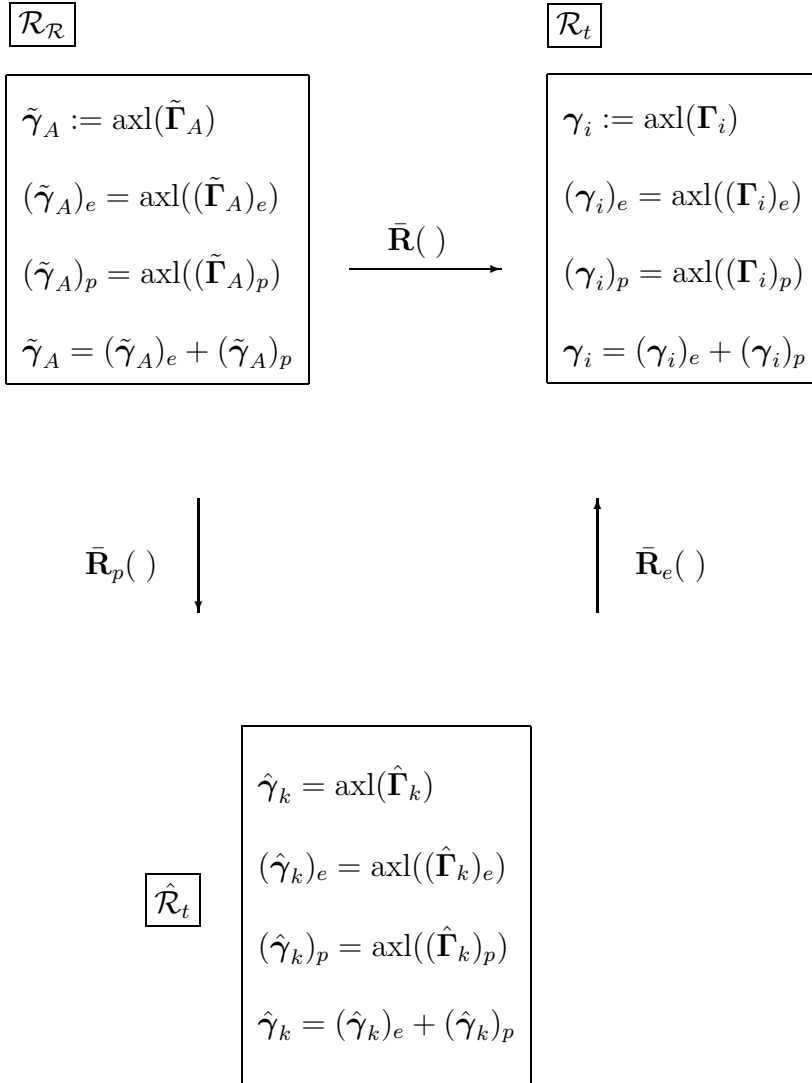 𝓡_𝓡
γ̃_A := axl(Γ̃_A)
(γ̃_A)_e = axl((Γ̃_A)_e)
(γ̃_A)_p = axl((Γ̃_A)_p)
γ̃_A = (γ̃_A)_e + (γ̃_A)_p
R̄( )
𝓡_t
γ_i := axl(Γ_i)
(γ_i)_e = axl((Γ_i)_e)
(γ_i)_p = axl((Γ_i)_p)
γ_i = (γ_i)_e + (γ_i)_p
R̄_p( )
R̄_e( )
𝓡̂_t
γ̂_k = axl(Γ̂_k)
(γ̂_k)_e = axl((Γ̂_k)_e)
(γ̂_k)_p = axl((Γ̂_k)_p)
γ̂_k = (γ̂_k)_e + (γ̂_k)_p